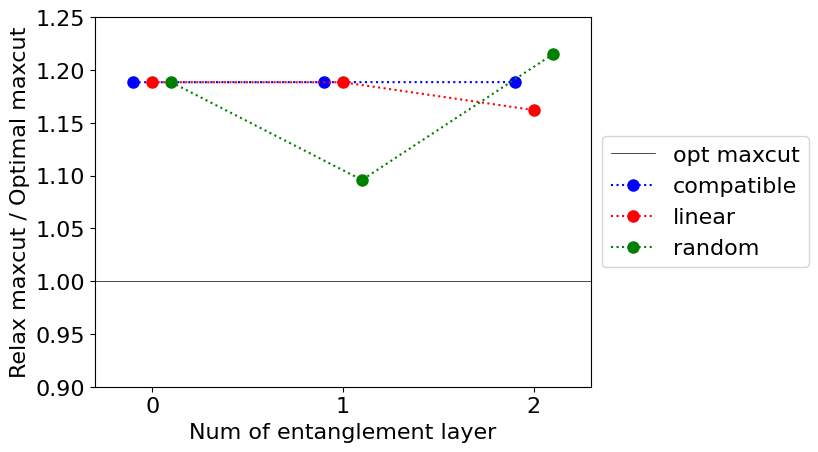 Relax maxcut / Optimal maxcut
1.25
1.20
1.15
1.10
1.05
1.00
0.95
0.90
0
1
2
Num of entanglement layer
opt maxcut
compatible
linear
random